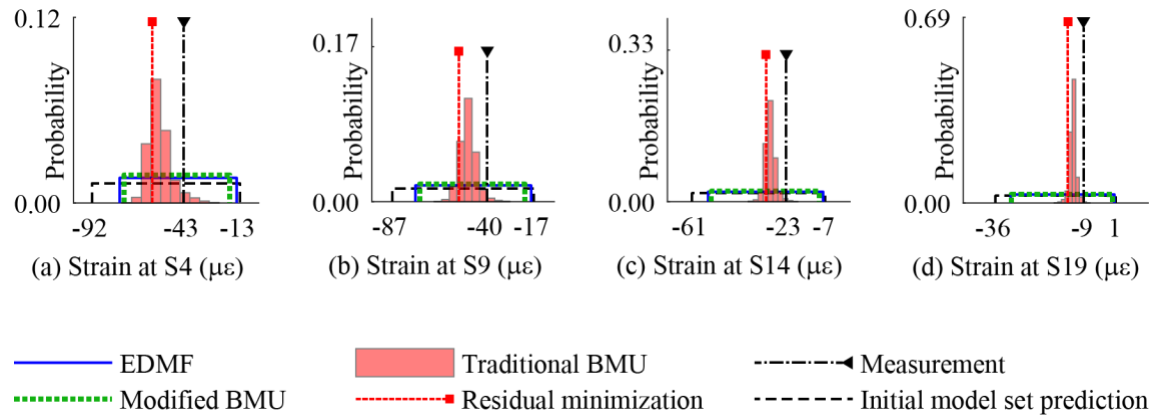 0.12
Probability
0.00
-92 -43 -13
(a) Strain at S4 (με)
0.17
Probability
0.00
-87 -40 -17
(b) Strain at S9 (με)
0.33
Probability
0.00
-61 -23 -7
(c) Strain at S14 (με)
0.69
Probability
0.00
-36 -9 1
(d) Strain at S19 (με)
EDMF
Traditional BMU
Measurement
Modified BMU
Residual minimization
Initial model set prediction